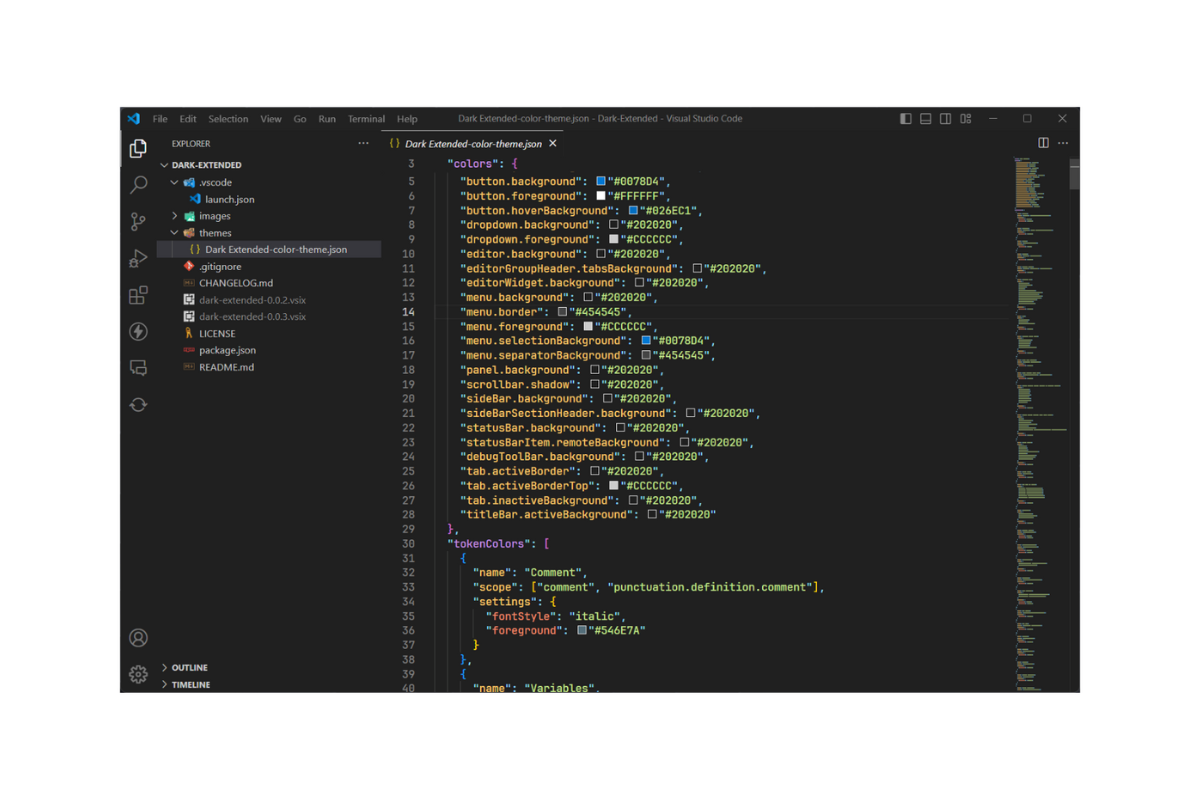 File Edit Selection View Go Run Terminal Help Dark Extended-color-theme.json - Dark-Extended - Visual Studio Code
EXPLORER
DARK-EXTENDED
.vscode
launch.json
images
themes
{ } Dark Extended-color-theme.json
.gitignore
CHANGELOG.md
dark-extended-0.0.2.vsix
dark-extended-0.0.3.vsix
LICENSE
package.json
README.md
OUTLINE
TIMELINE
{ } Dark Extended-color-theme.json
3 "colors": {
5 "button.background": "#0078D4",
6 "button.foreground": "#FFFFFF",
7 "button.hoverBackground": "#026EC1",
8 "dropdown.background": "#202020",
9 "dropdown.foreground": "#CCCCCC",
10 "editor.background": "#202020",
11 "editorGroupHeader.tabsBackground": "#202020",
12 "editorWidget.background": "#202020",
13 "menu.background": "#202020",
14 "menu.border": "#454545",
15 "menu.foreground": "#CCCCCC",
16 "menu.selectionBackground": "#0078D4",
17 "menu.separatorBackground": "#454545",
18 "panel.background": "#202020",
19 "scrollbar.shadow": "#202020",
20 "sideBar.background": "#202020",
21 "sideBarSectionHeader.background": "#202020",
22 "statusBar.background": "#202020",
23 "statusBarItem.remoteBackground": "#202020",
24 "debugToolBar.background": "#202020",
25 "tab.activeBorder": "#202020",
26 "tab.activeBorderTop": "#CCCCCC",
27 "tab.inactiveBackground": "#202020",
28 "titleBar.activeBackground": "#202020"
29 },
30 "tokenColors": [
31 {
32 "name": "Comment",
33 "scope": ["comment", "punctuation.definition.comment"],
34 "settings": {
35 "fontStyle": "italic",
36 "foreground": "#546E7A"
37 }
38 },
39 {
40 "name": "Variables",